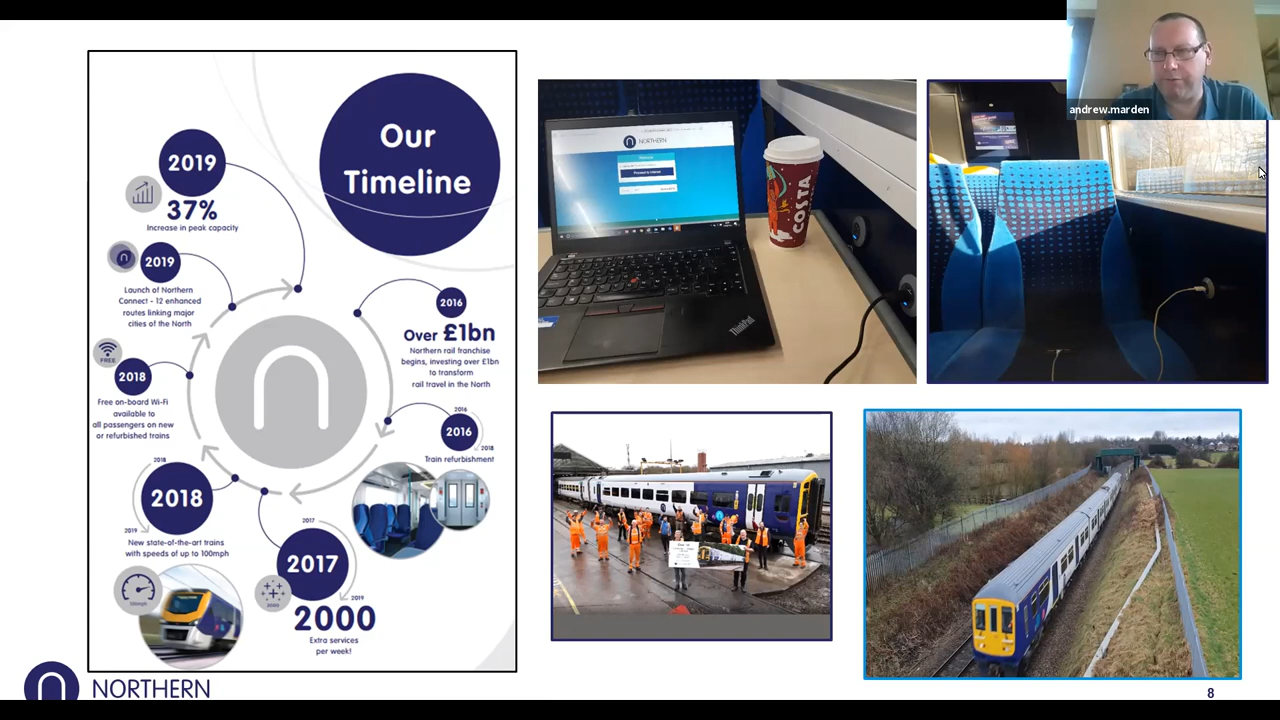 andrew.marden
Our
Timeline
2019
37%
Increase in peak capacity
2019
Launch of Northern
Connect - 12 enhanced
routes linking major
cities of the North
FREE
2018
Free on-board Wi-Fi
available to
all passengers on new
or refurbished trains
2018
2018
2019
New state-of-the-art trains
with speeds of up to 100mph
2016
Over £1bn
Northern rail franchise
begins, investing over £1bn
to transform
rail travel in the North
2016
2016
2018
Train refurbishment
2017
2017
2019
2000
2000
Extra services
per week!
NORTHERN
COSTA
ThinkPad
NORTHERN
8